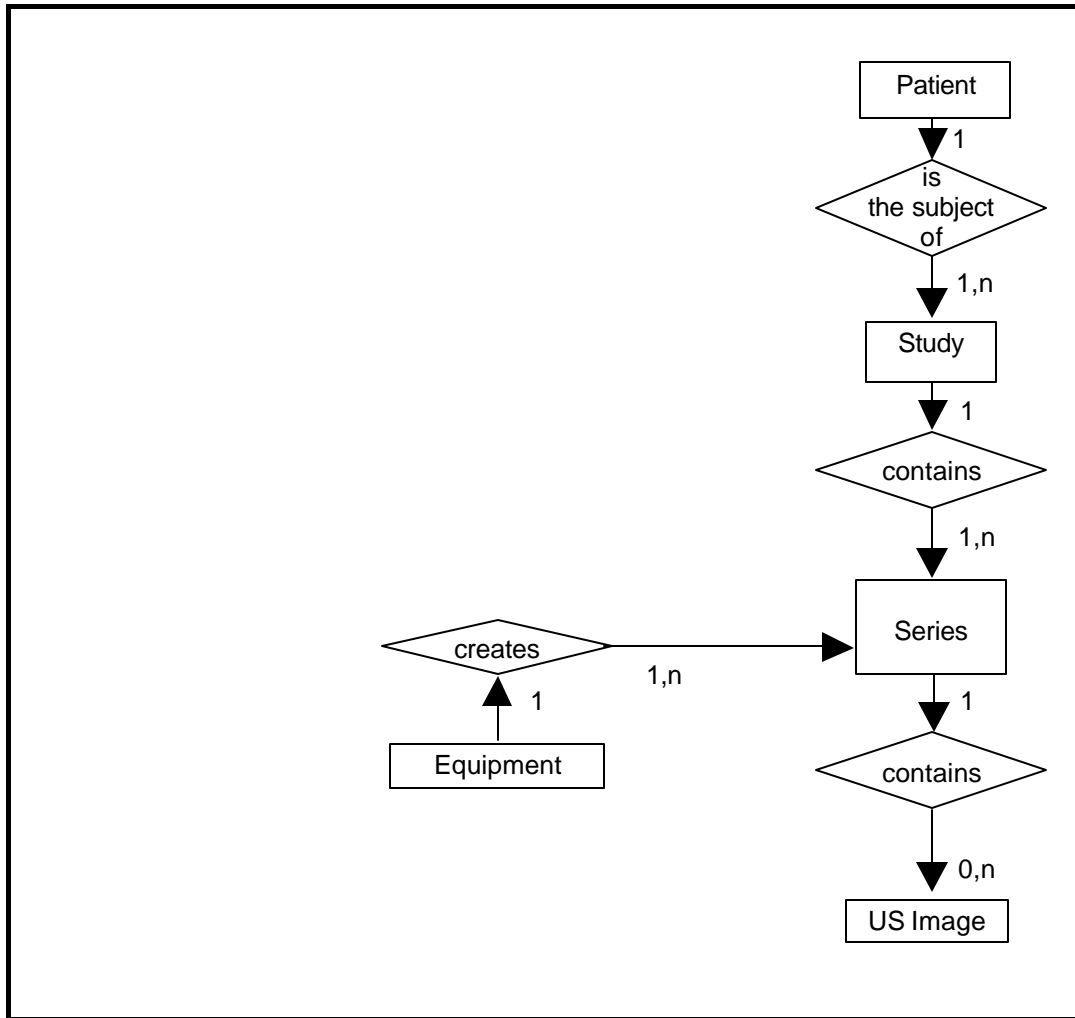 Patient
1
is
the subject
of
1,n
Study
1
contains
1,n
Series
creates
1,n
1
1
Equipment
contains
0,n
US Image